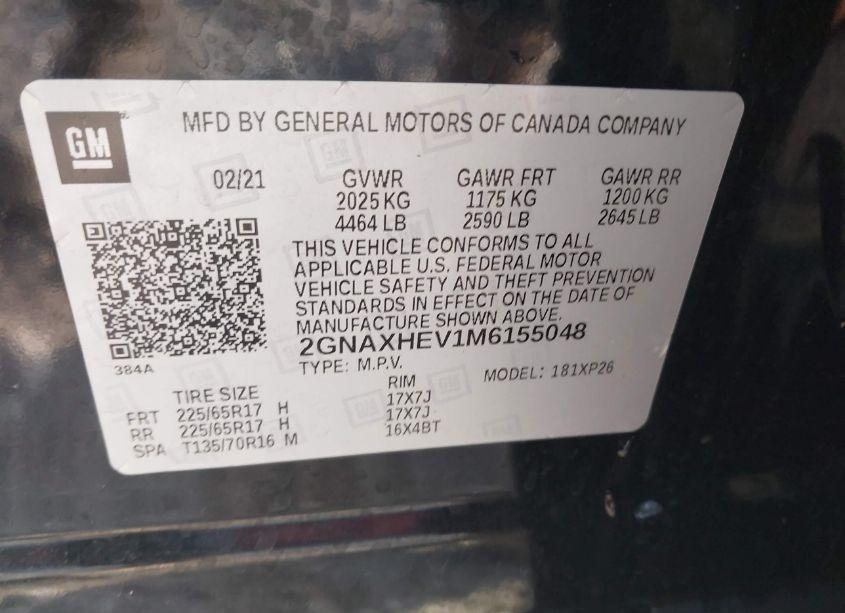 GM
MFD BY GENERAL MOTORS OF CANADA COMPANY
02/21 GVWR GAWR FRT GAWR RR
2025 KG 1175 KG 1200 KG
4464 LB 2590 LB 2645 LB
THIS VEHICLE CONFORMS TO ALL
APPLICABLE U.S. FEDERAL MOTOR
VEHICLE SAFETY AND THEFT PREVENTION
STANDARDS IN EFFECT ON THE DATE OF
MANUFACTURE SHOWN ABOVE.
2GNAXHEV1M6155048
384A TYPE: M.P.V. MODEL: 181XP26
TIRE SIZE RIM
FRT 225/65R17 H 17X7J
RR 225/65R17 H 17X7J
SPA T135/70R16 M 16X4BT